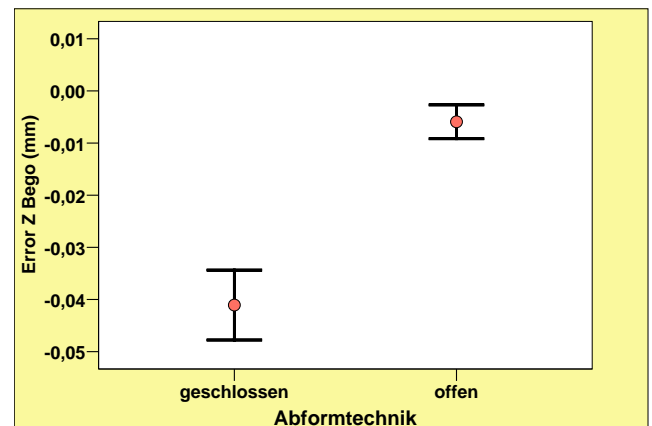 0,01
0,00
-0,01
-0,02
-0,03
-0,04
-0,05
Error Z Bego (mm)
geschlossen offen
Abformtechnik